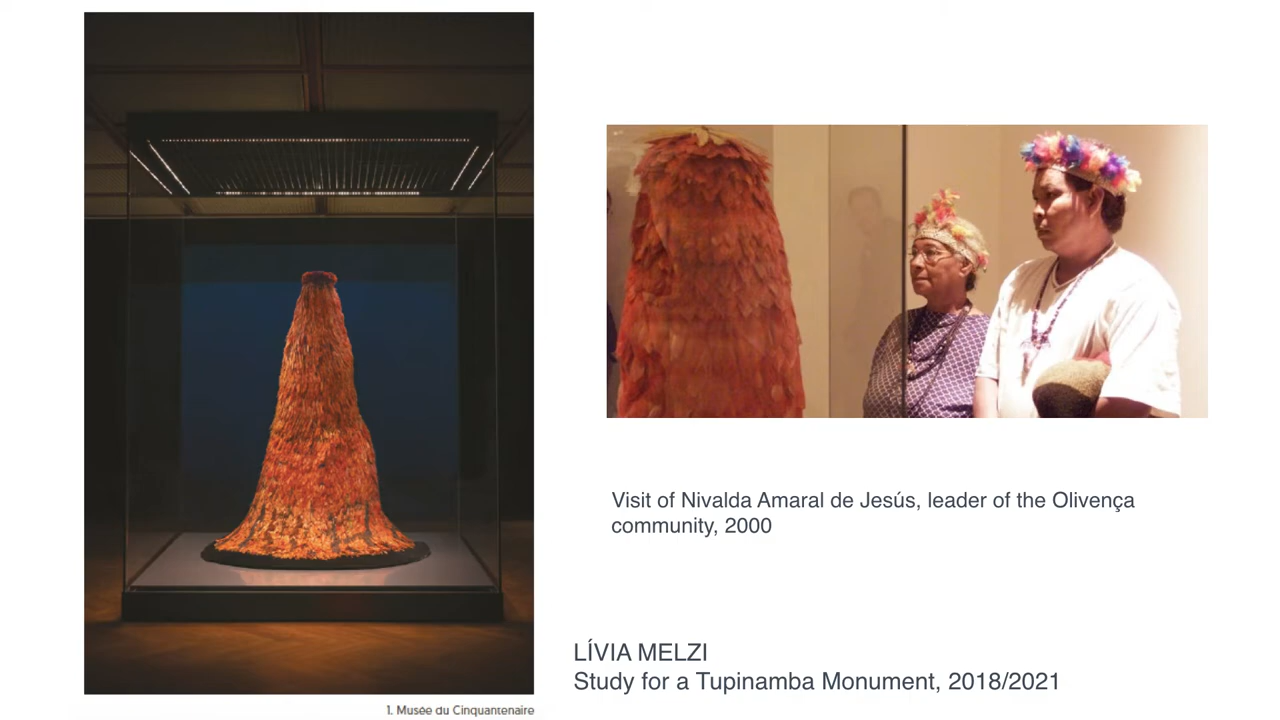 1. Musée du Cinquantenaire
Visit of Nivalda Amaral de Jesús, leader of the Olivença
community, 2000
LÍVIA MELZI
Study for a Tupinamba Monument, 2018/2021